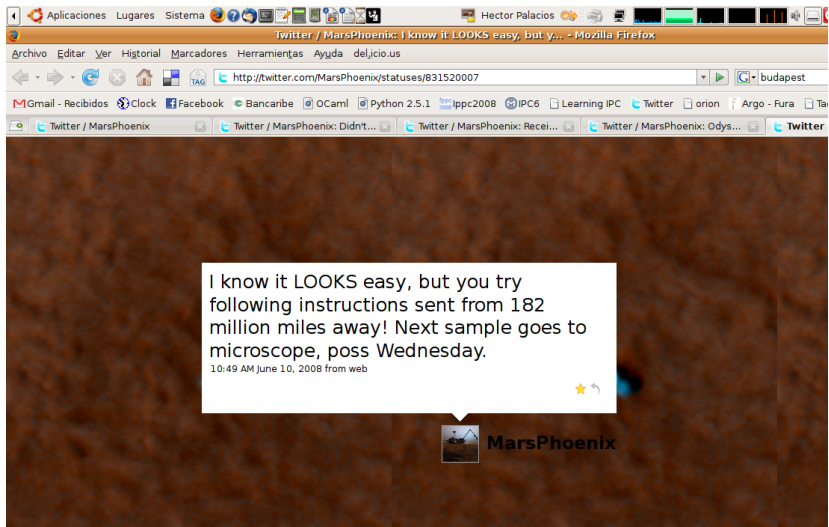 Aplicaciones Lugares Sistema Hector Palacios
Twitter / MarsPhoenix: I know it LOOKS easy, but y... - Mozilla Firefox
Archivo Editar Ver Historial Marcadores Herramientas Ayuda del.icio.us
TAG http://twitter.com/MarsPhoenix/statuses/831520007 G budapest
Gmail - Recibidos Clock Facebook Bancaribe OCaml Python 2.5.1 Ippc2008 IPC6 Learning IPC Twitter orion Argo - Fura
Twitter / MarsPhoenix Twitter / MarsPhoenix: Didn't... Twitter / MarsPhoenix: Recei... Twitter / MarsPhoenix: Odys... Twitter
I know it LOOKS easy, but you try
following instructions sent from 182
million miles away! Next sample goes to
microscope, poss Wednesday.
10:49 AM June 10, 2008 from web
MarsPhoenix